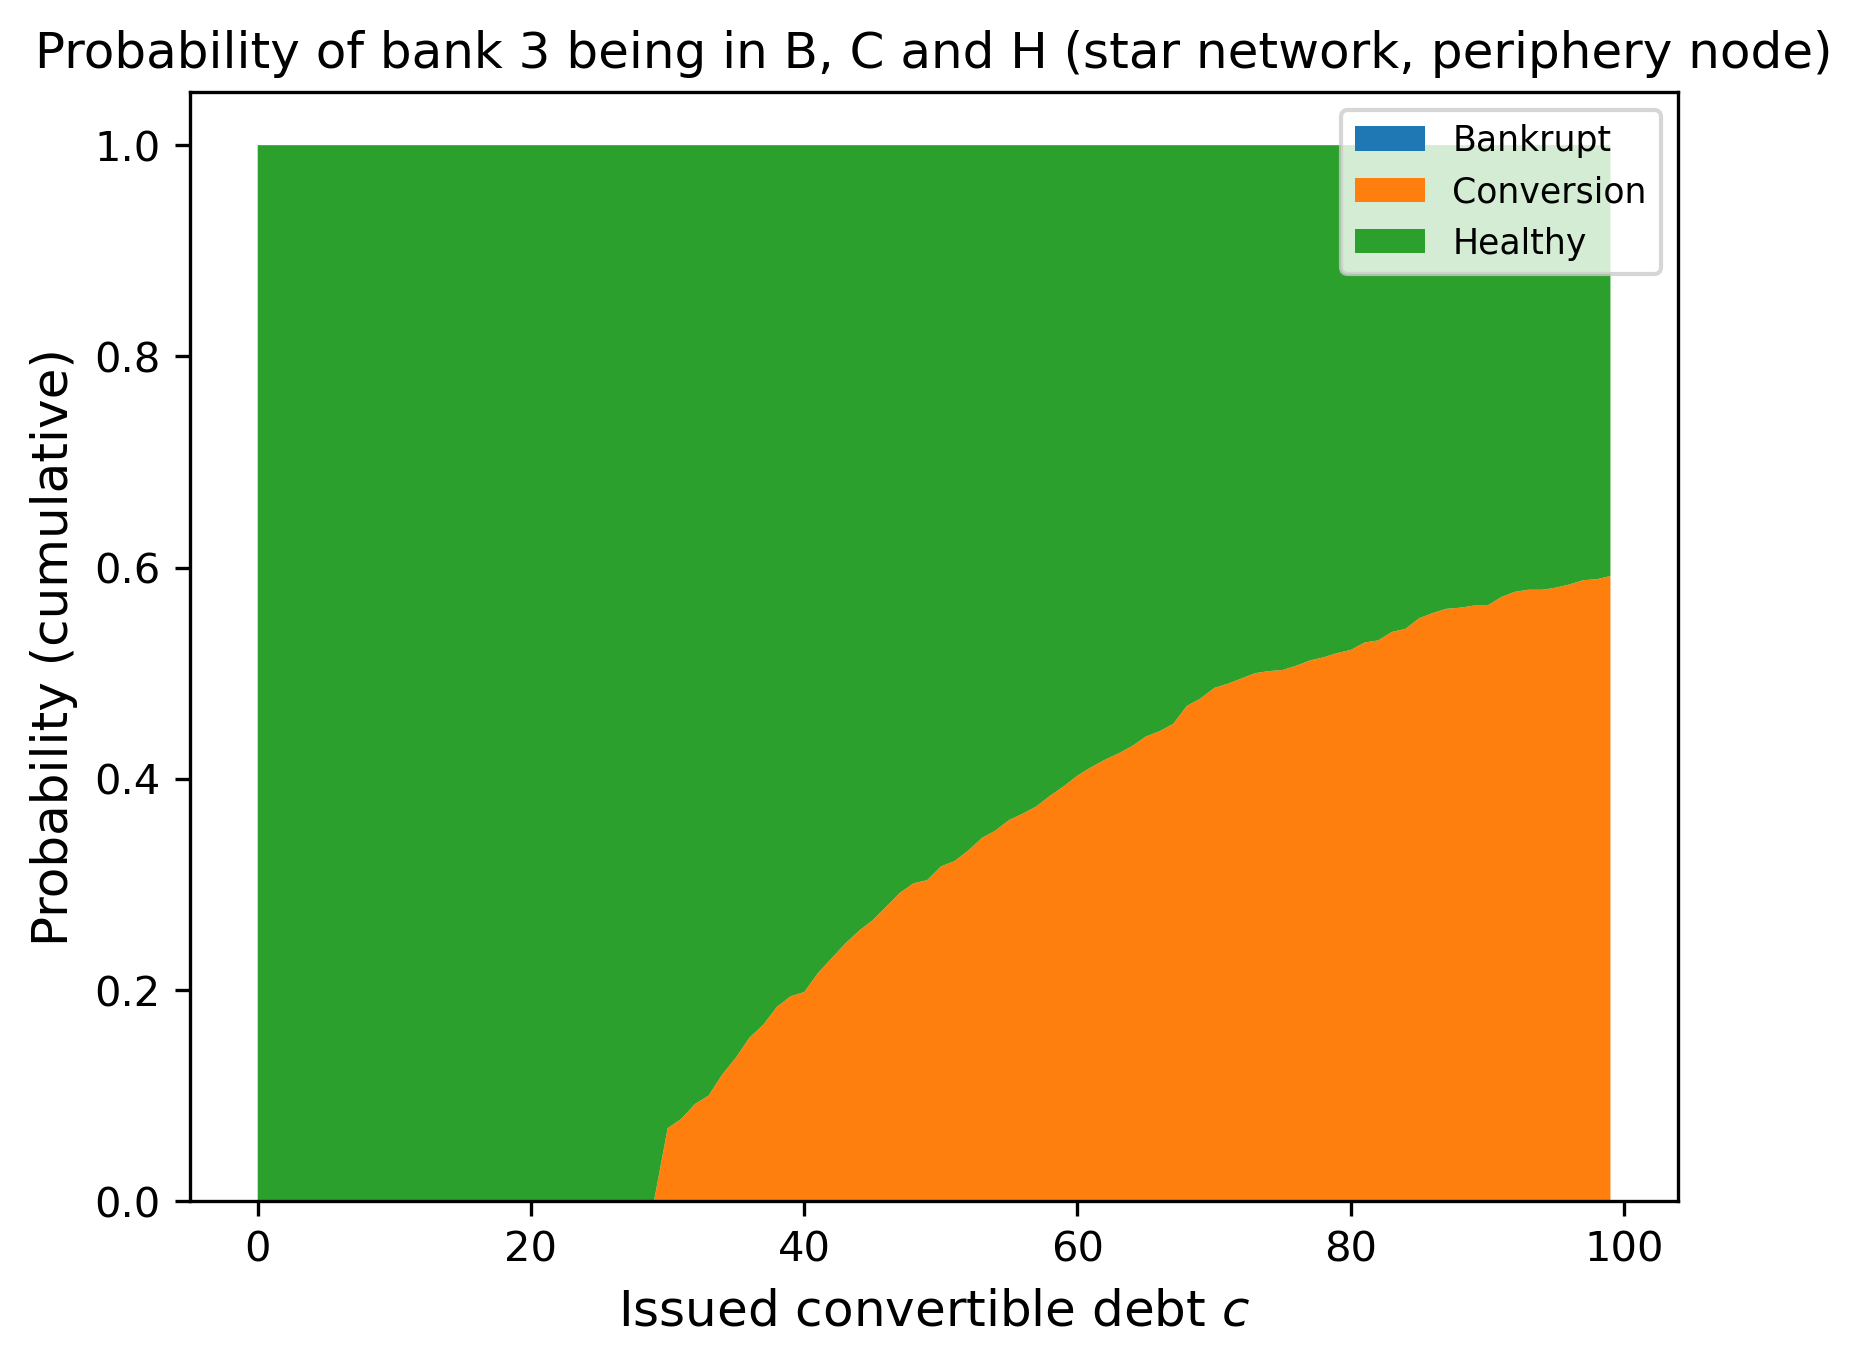 Probability of bank 3 being in B, C and H (star network, periphery node)
Bankrupt
Conversion
Healthy
Probability (cumulative)
1.0
0.8
0.6
0.4
0.2
0.0
0 20 40 60 80 100
Issued convertible debt c